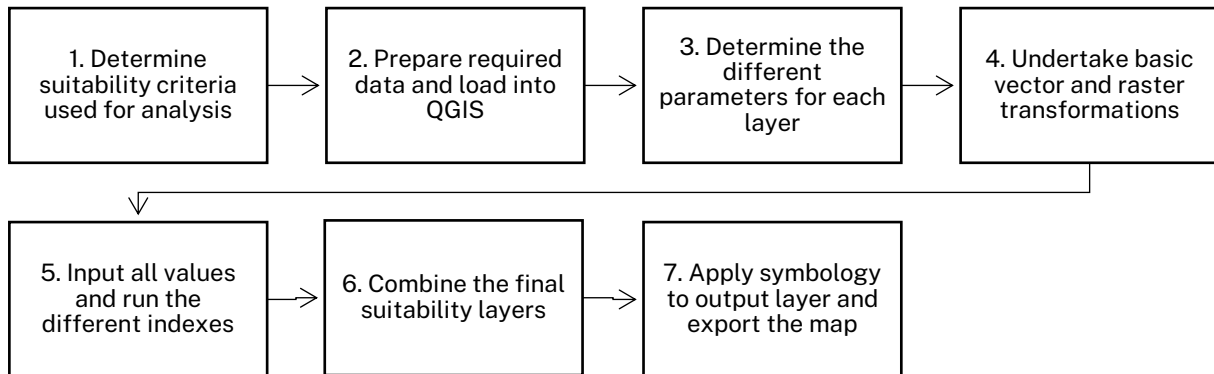 1. Determine
suitability criteria
used for analysis
2. Prepare required
data and load into
QGIS
3. Determine the
different
parameters for each
layer
4. Undertake basic
vector and raster
transformations
5. Input all values
and run the
different indexes
6. Combine the final
suitability layers
7. Apply symbology
to output layer and
export the map